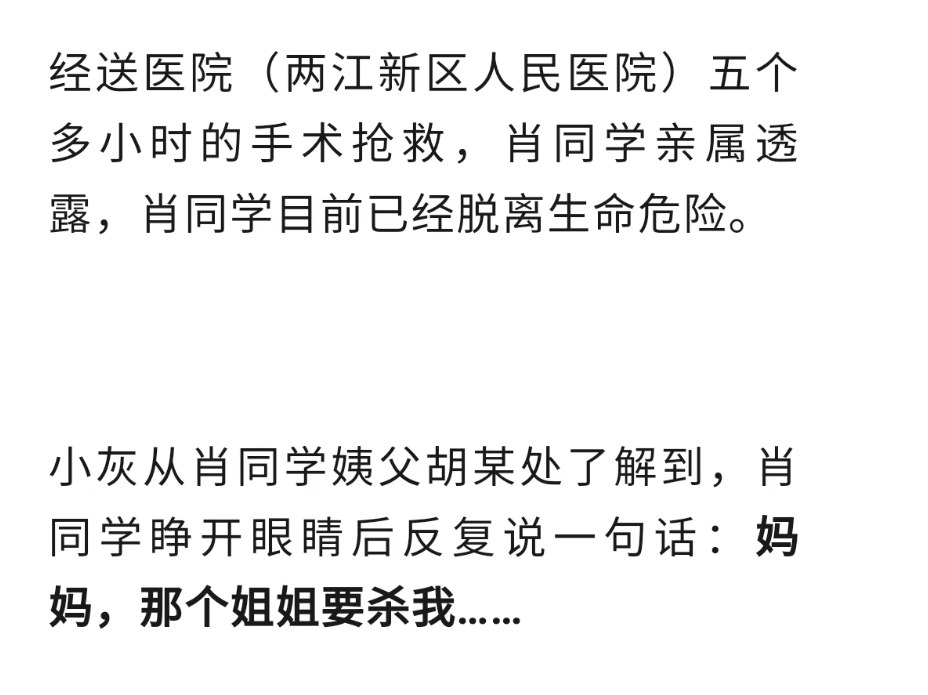 经送医院（两江新区人民医院）五个
多小时的手术抢救，肖同学亲属透
露，肖同学目前已经脱离生命危险。
小灰从肖同学姨父胡某处了解到，肖
同学睁开眼睛后反复说一句话：妈
妈，那个姐姐要杀我……